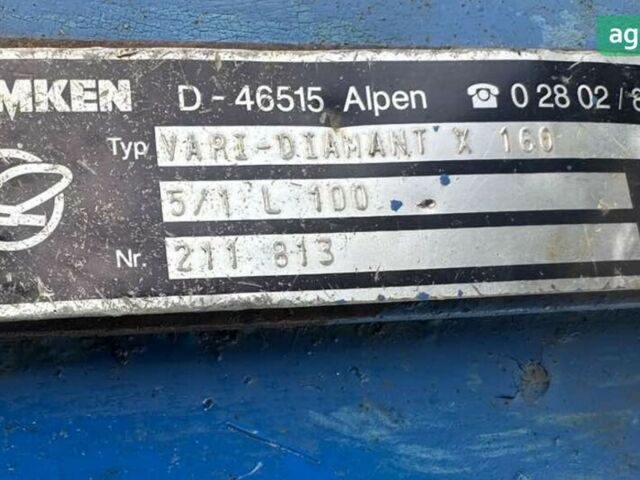 ag
MKEN D-46515 Alpen ☎ 0 28 02/8
Typ VARI-DIAMANT X 160
5/1 L 100
Nr. 211 813